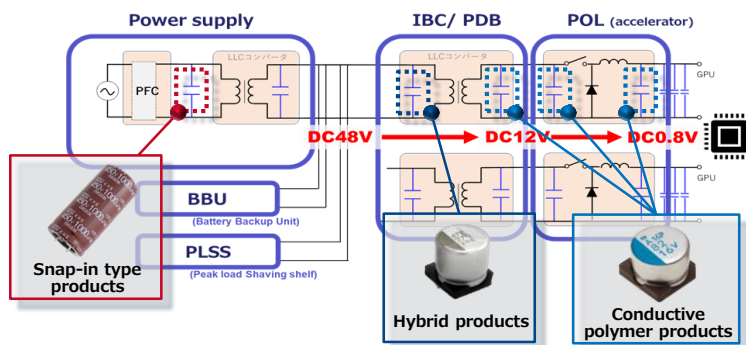 Power supply
IBC/ PDB
POL (accelerator)
LLCコンバータ
LLCコンバータ
PFC
GPU
DC48V
DC12V
DC0.8V
GPU
BBU
(Battery Backup Unit)
PLSS
(Peak load Shaving shelf)
Snap-in type
products
Hybrid products
Conductive
polymer products